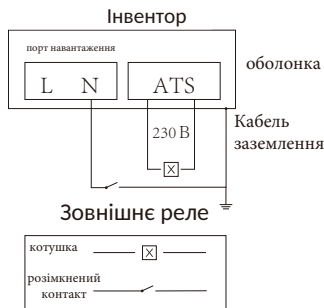 Інвентор
порт навантаження
оболонка
L N ATS
230 В
Кабель
заземлення
Зовнішнє реле
котушка
розімкнений
контакт